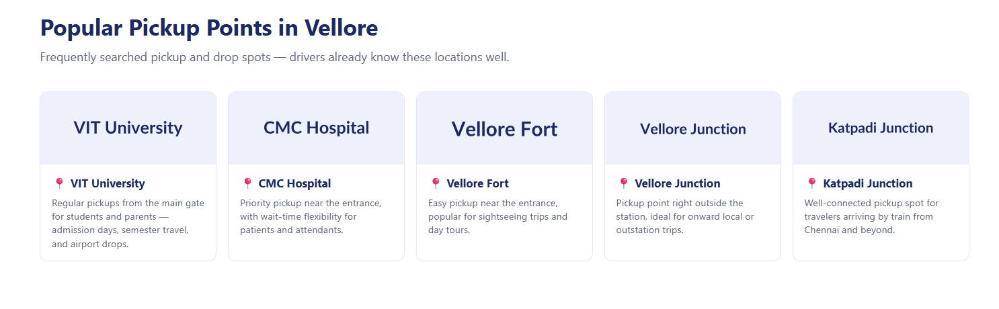 Popular Pickup Points in Vellore
Frequently searched pickup and drop spots — drivers already know these locations well.
VIT University
VIT University
Regular pickups from the main gate
for students and parents —
admission days, semester travel,
and airport drops.
CMC Hospital
CMC Hospital
Priority pickup near the entrance,
with wait-time flexibility for
patients and attendants.
Vellore Fort
Vellore Fort
Easy pickup near the entrance,
popular for sightseeing trips and
day tours.
Vellore Junction
Vellore Junction
Pickup point right outside the
station, ideal for onward local or
outstation trips.
Katpadi Junction
Katpadi Junction
Well-connected pickup spot for
travelers arriving by train from
Chennai and beyond.